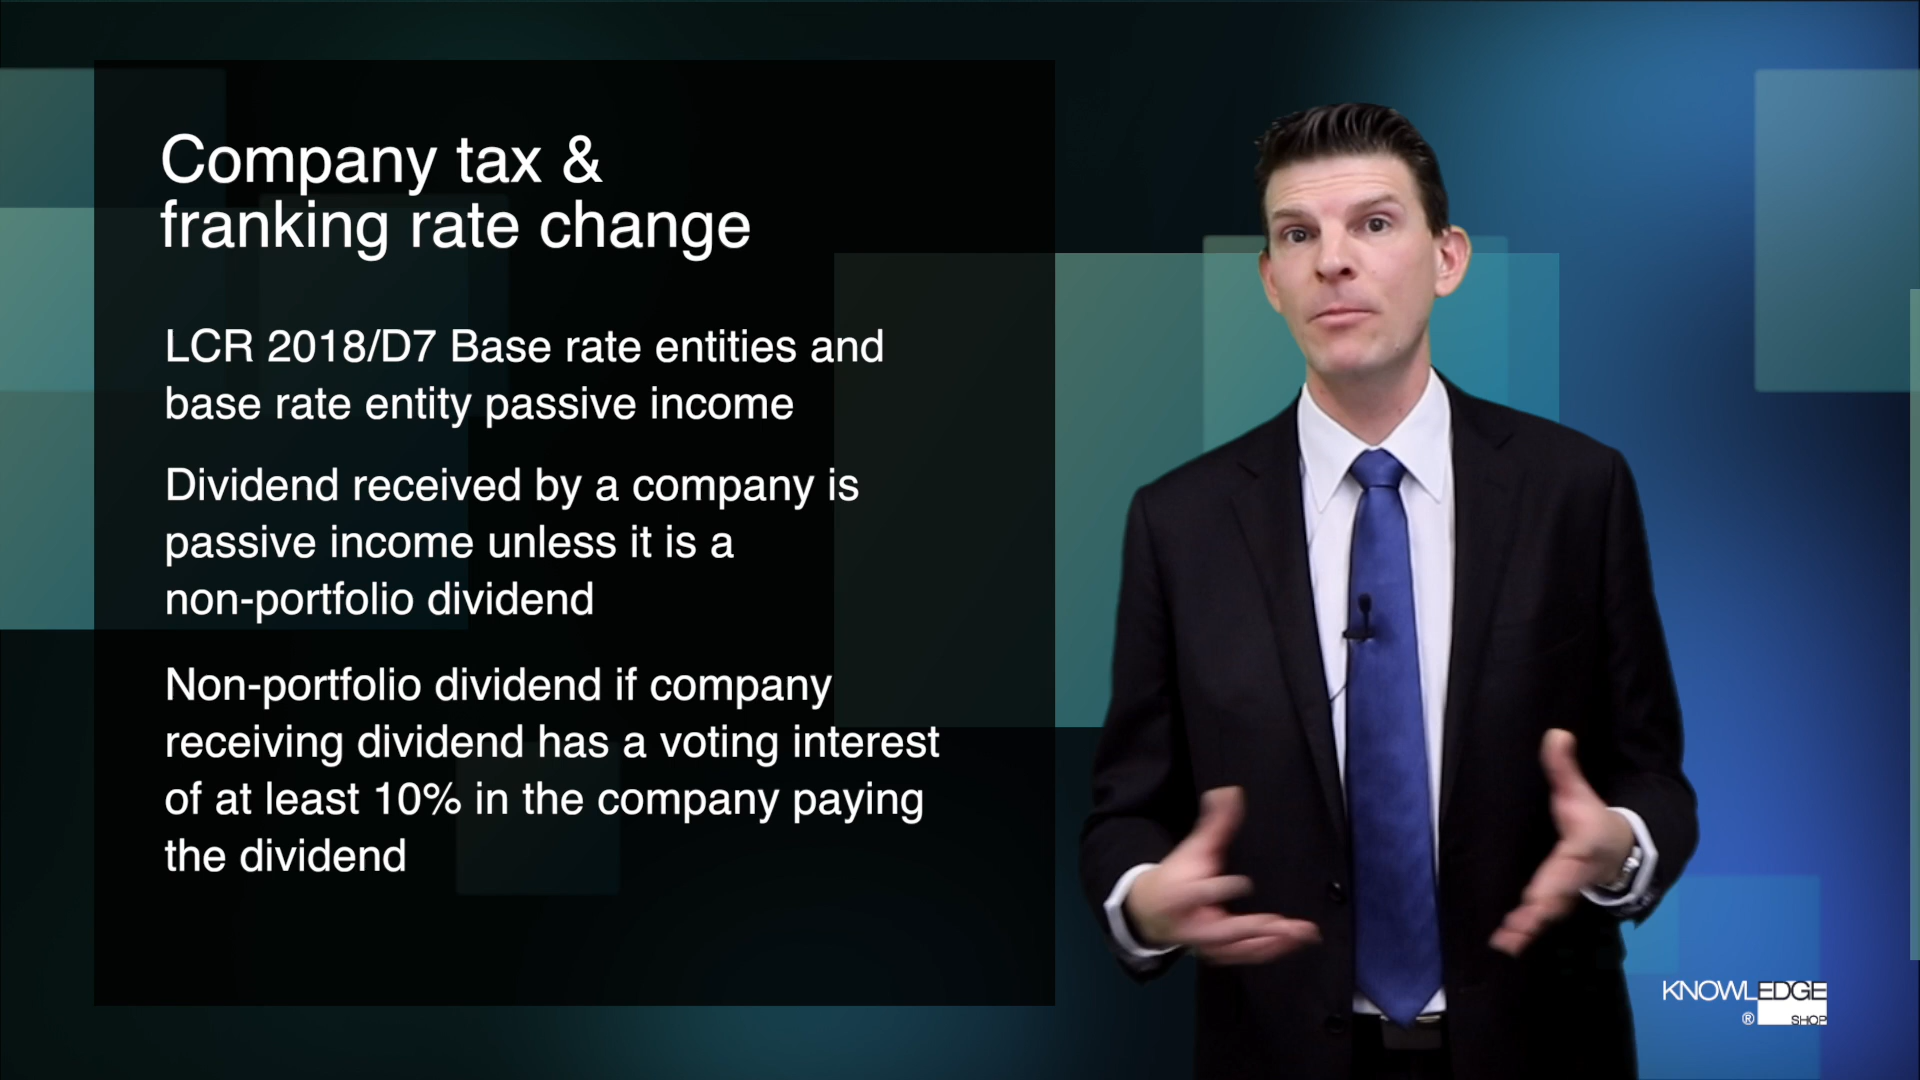 Company tax &
franking rate change
LCR 2018/D7 Base rate entities and
base rate entity passive income
Dividend received by a company is
passive income unless it is a
non-portfolio dividend
Non-portfolio dividend if company
receiving dividend has a voting interest
of at least 10% in the company paying
the dividend
KNOWLEDGE
® SHOP